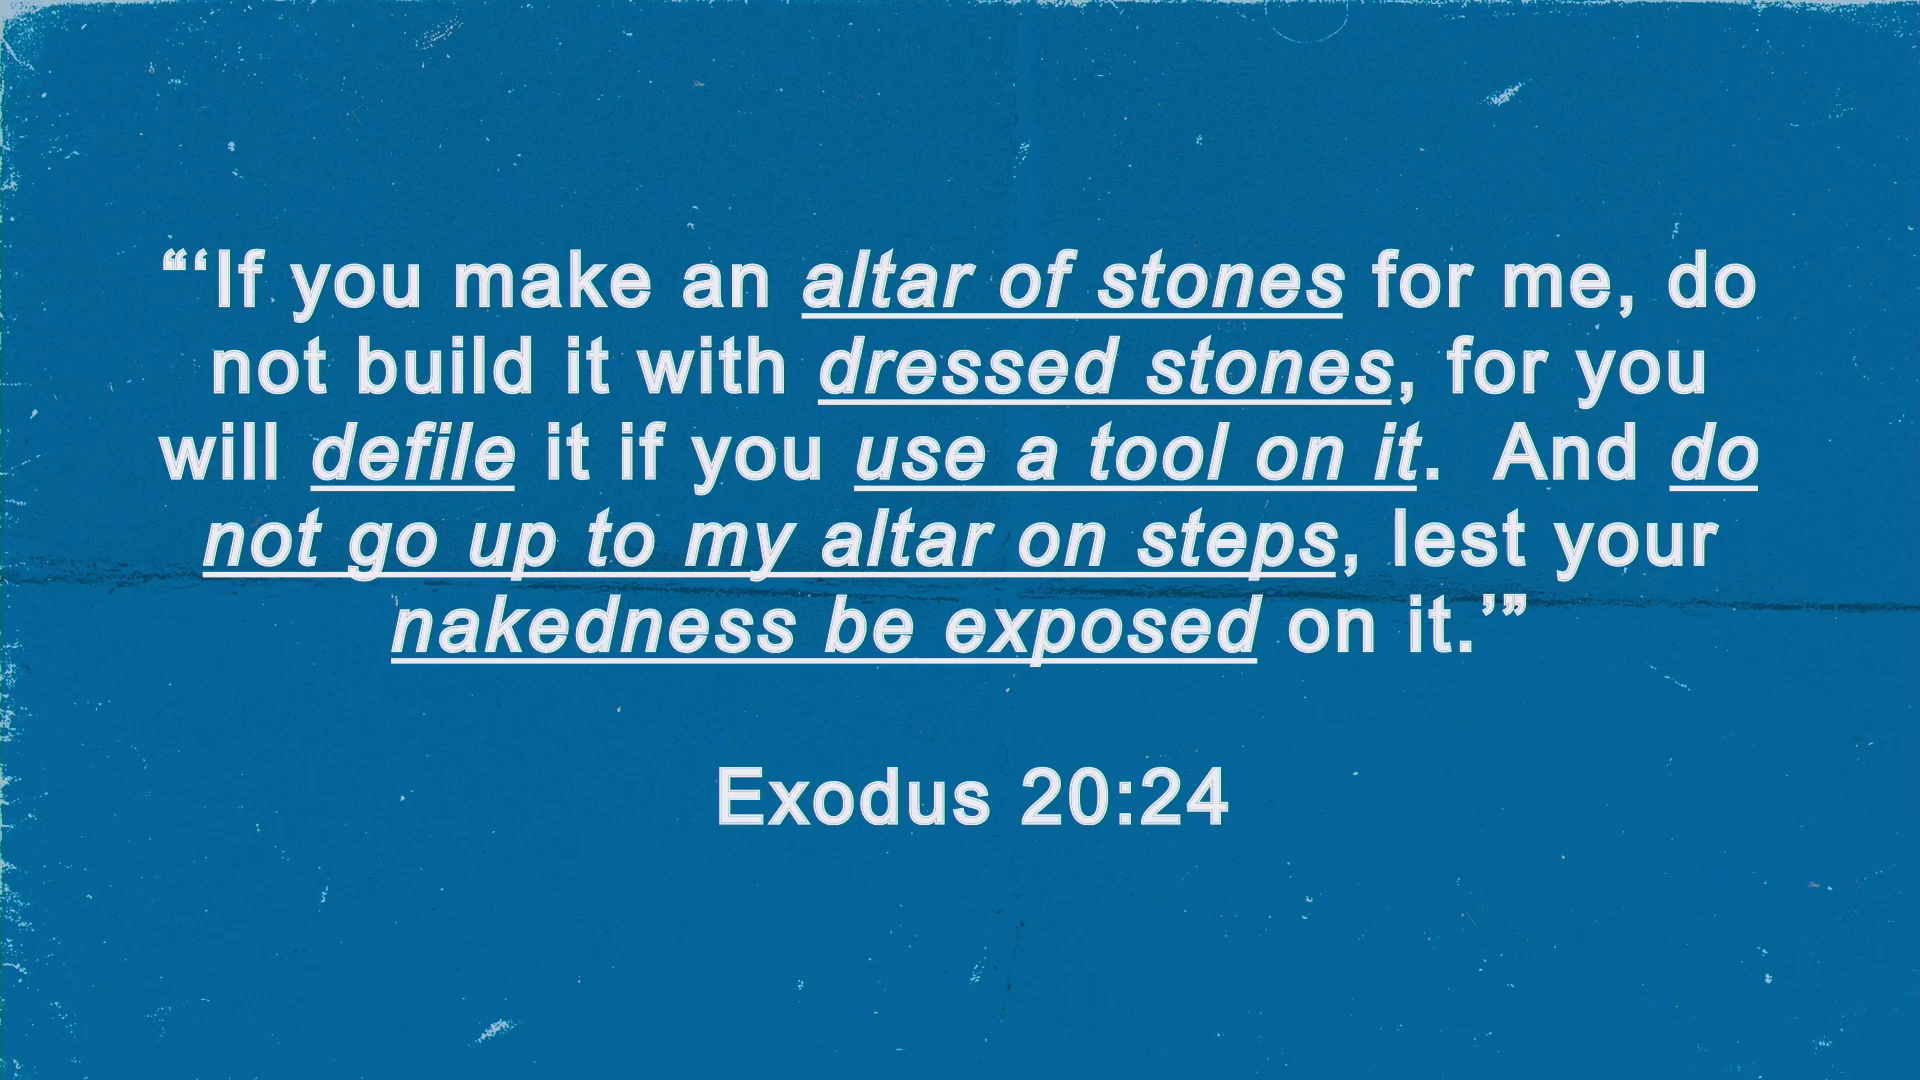 “‘If you make an altar of stones for me, do
not build it with dressed stones, for you
will defile it if you use a tool on it.  And do
not go up to my altar on steps, lest your
nakedness be exposed on it.’”
Exodus 20:24